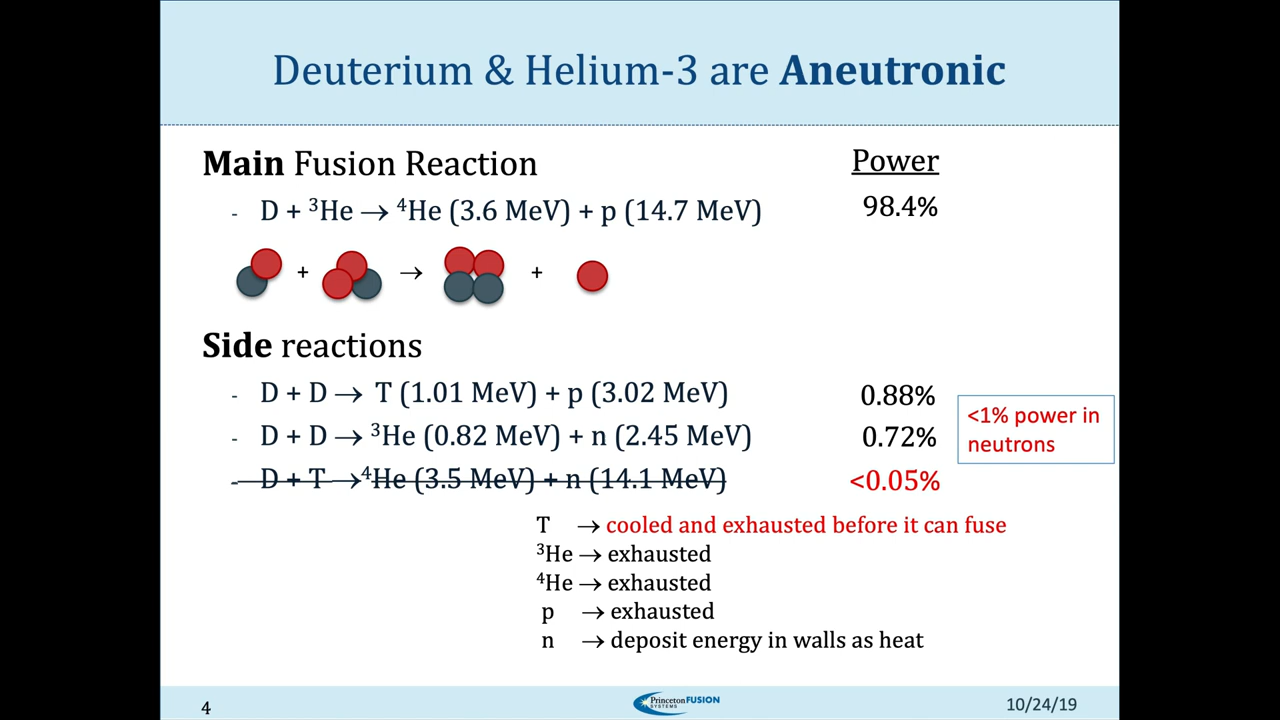 Deuterium & Helium-3 are Aneutronic
Main Fusion Reaction
Power
- D + ³He → ⁴He (3.6 MeV) + p (14.7 MeV)
98.4%
+ → +
Side reactions
- D + D → T (1.01 MeV) + p (3.02 MeV)
0.88%
- D + D → ³He (0.82 MeV) + n (2.45 MeV)
0.72%
<1% power in
neutrons
- D + T → ⁴He (3.5 MeV) + n (14.1 MeV)
<0.05%
T → cooled and exhausted before it can fuse
³He → exhausted
⁴He → exhausted
p → exhausted
n → deposit energy in walls as heat
4
PrincetonFUSION
SYSTEMS
10/24/19